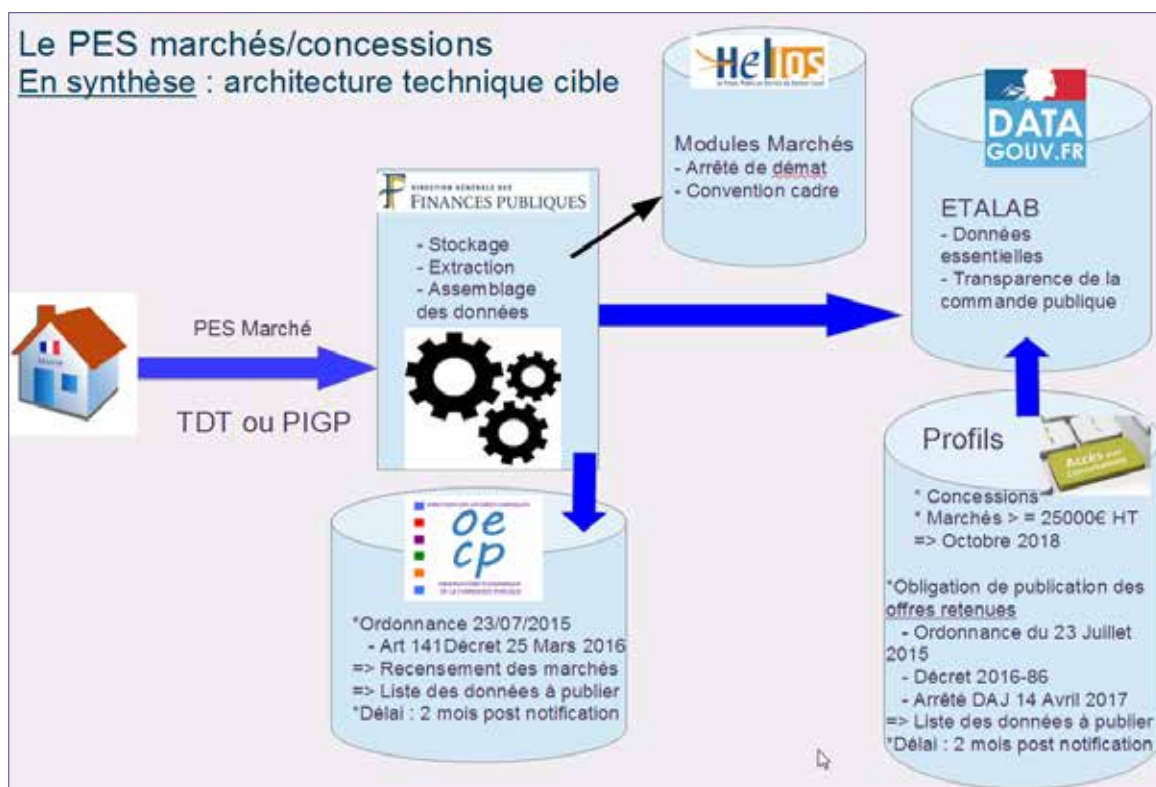 Le PES marchés/concessions
En synthèse : architecture technique cible
Helios
Modules Marchés
- Arrêté de démat
- Convention cadre
DATA
GOUV.FR
ETALAB
- Données
essentielles
- Transparence de la
commande publique
DIRECTION GÉNÉRALE DES
FINANCES PUBLIQUES
- Stockage
- Extraction
- Assemblage
des données
PES Marché
TDT ou PIGP
Profils
* Concessions
* Marchés > = 25000€ HT
=> Octobre 2018
*Obligation de publication des
offres retenues
- Ordonnance du 23 Juillet
2015
- Décret 2016-86
- Arrêté DAJ 14 Avril 2017
=> Liste des données à publier
*Délai : 2 mois post notification
oe
cp
*Ordonnance 23/07/2015
- Art 141Décret 25 Mars 2016
=> Recensement des marchés
=> Liste des données à publier
*Délai : 2 mois post notification